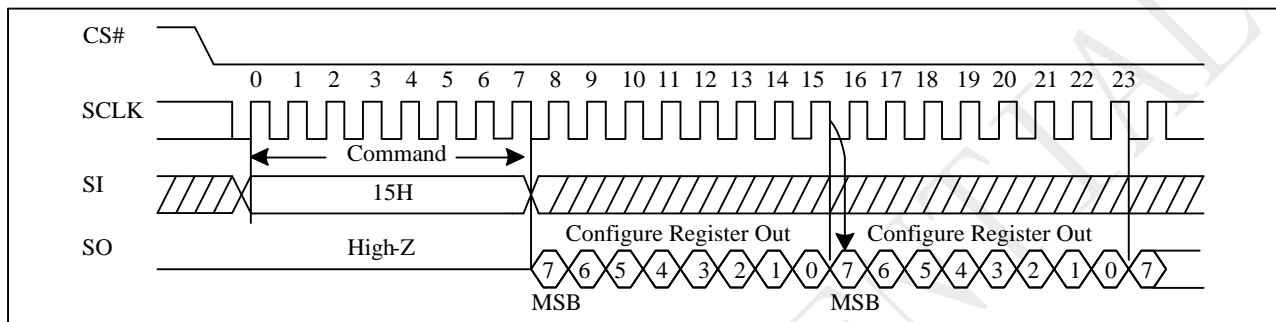 CS#
0 1 2 3 4 5 6 7 8 9 10 11 12 13 14 15 16 17 18 19 20 21 22 23
SCLK
Command
SI
15H
Configure Register Out Configure Register Out
SO
High-Z
7 6 5 4 3 2 1 0 7 6 5 4 3 2 1 0 7
MSB MSB